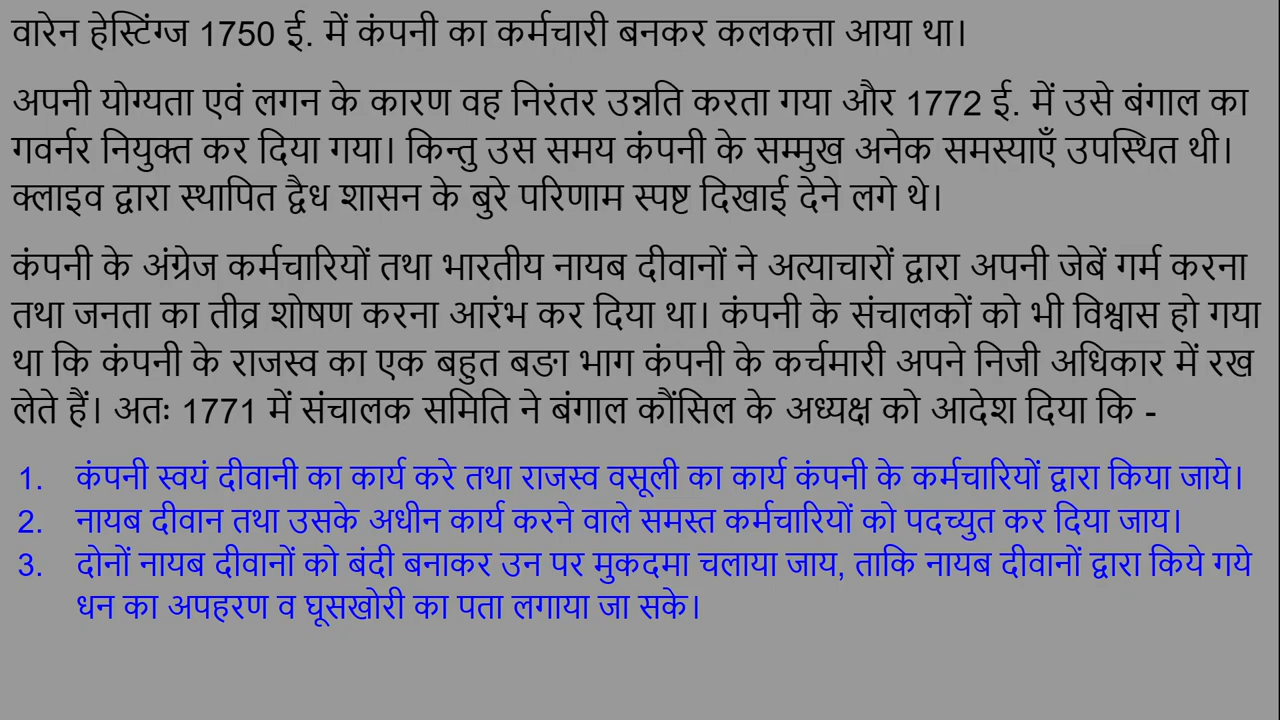 वारेन हेस्टिंग्ज 1750 ई. में कंपनी का कर्मचारी बनकर कलकत्ता आया था।
अपनी योग्यता एवं लगन के कारण वह निरंतर उन्नति करता गया और 1772 ई. में उसे बंगाल का
गवर्नर नियुक्त कर दिया गया। किन्तु उस समय कंपनी के सम्मुख अनेक समस्याएँ उपस्थित थी।
क्लाइव द्वारा स्थापित द्वैध शासन के बुरे परिणाम स्पष्ट दिखाई देने लगे थे।
कंपनी के अंग्रेज कर्मचारियों तथा भारतीय नायब दीवानों ने अत्याचारों द्वारा अपनी जेबें गर्म करना
तथा जनता का तीव्र शोषण करना आरंभ कर दिया था। कंपनी के संचालकों को भी विश्वास हो गया
था कि कंपनी के राजस्व का एक बहुत बङा भाग कंपनी के कर्चमारी अपने निजी अधिकार में रख
लेते हैं। अतः 1771 में संचालक समिति ने बंगाल कौंसिल के अध्यक्ष को आदेश दिया कि -
1. कंपनी स्वयं दीवानी का कार्य करे तथा राजस्व वसूली का कार्य कंपनी के कर्मचारियों द्वारा किया जाये।
2. नायब दीवान तथा उसके अधीन कार्य करने वाले समस्त कर्मचारियों को पदच्युत कर दिया जाय।
3. दोनों नायब दीवानों को बंदी बनाकर उन पर मुकदमा चलाया जाय, ताकि नायब दीवानों द्वारा किये गये
धन का अपहरण व घूसखोरी का पता लगाया जा सके।